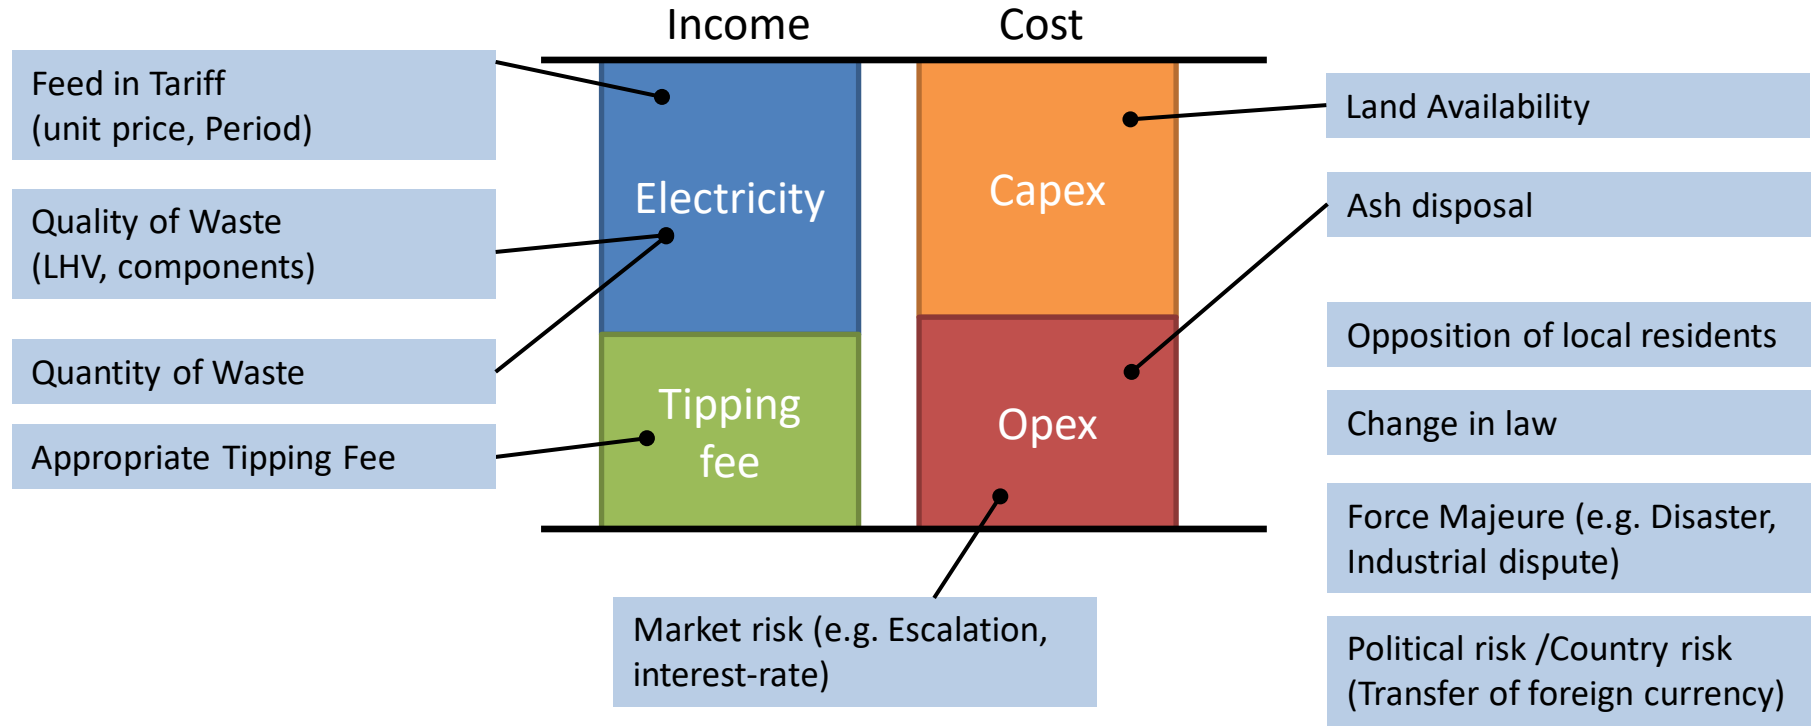 Income
Cost
Feed in Tariff
(unit price, Period)
Quality of Waste
(LHV, components)
Quantity of Waste
Appropriate Tipping Fee
Electricity
Tipping
fee
Capex
Opex
Land Availability
Ash disposal
Opposition of local residents
Change in law
Force Majeure (e.g. Disaster,
Industrial dispute)
Political risk /Country risk
(Transfer of foreign currency)
Market risk (e.g. Escalation,
interest-rate)